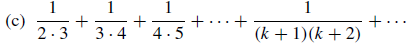 (c) 1/(2 · 3) + 1/(3 · 4) + 1/(4 · 5) + · · · + 1/((k + 1)(k + 2)) + · · ·